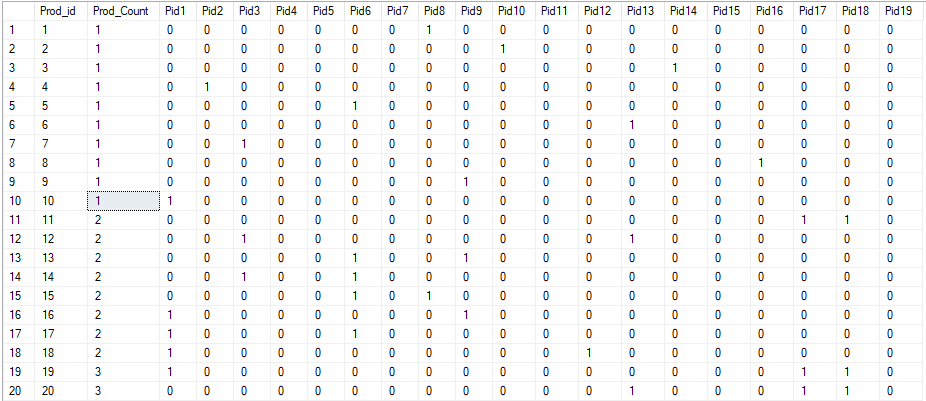 Prod_id Prod_Count Pid1 Pid2 Pid3 Pid4 Pid5 Pid6 Pid7 Pid8 Pid9 Pid10 Pid11 Pid12 Pid13 Pid14 Pid15 Pid16 Pid17 Pid18 Pid19
1 1 1 0 0 0 0 0 0 0 1 0 0 0 0 0 0 0 0 0 0 0
2 2 1 0 0 0 0 0 0 0 0 0 1 0 0 0 0 0 0 0 0 0
3 3 1 0 0 0 0 0 0 0 0 0 0 0 0 0 1 0 0 0 0 0
4 4 1 0 1 0 0 0 0 0 0 0 0 0 0 0 0 0 0 0 0 0
5 5 1 0 0 0 0 0 1 0 0 0 0 0 0 0 0 0 0 0 0 0
6 6 1 0 0 0 0 0 0 0 0 0 0 0 0 1 0 0 0 0 0 0
7 7 1 0 0 1 0 0 0 0 0 0 0 0 0 0 0 0 0 0 0 0
8 8 1 0 0 0 0 0 0 0 0 0 0 0 0 0 0 0 1 0 0 0
9 9 1 0 0 0 0 0 0 0 0 1 0 0 0 0 0 0 0 0 0 0
10 10 1 1 0 0 0 0 0 0 0 0 0 0 0 0 0 0 0 0 0 0
11 11 2 0 0 0 0 0 0 0 0 0 0 0 0 0 0 0 0 1 1 0
12 12 2 0 0 1 0 0 0 0 0 0 0 0 0 1 0 0 0 0 0 0
13 13 2 0 0 0 0 0 1 0 0 1 0 0 0 0 0 0 0 0 0 0
14 14 2 0 0 1 0 0 1 0 0 0 0 0 0 0 0 0 0 0 0 0
15 15 2 0 0 0 0 0 1 0 1 0 0 0 0 0 0 0 0 0 0 0
16 16 2 1 0 0 0 0 0 0 0 1 0 0 0 0 0 0 0 0 0 0
17 17 2 1 0 0 0 0 1 0 0 0 0 0 0 0 0 0 0 0 0 0
18 18 2 1 0 0 0 0 0 0 0 0 0 0 1 0 0 0 0 0 0 0
19 19 3 1 0 0 0 0 0 0 0 0 0 0 0 0 0 0 0 1 1 0
20 20 3 0 0 0 0 0 0 0 0 0 0 0 0 1 0 0 0 1 1 0